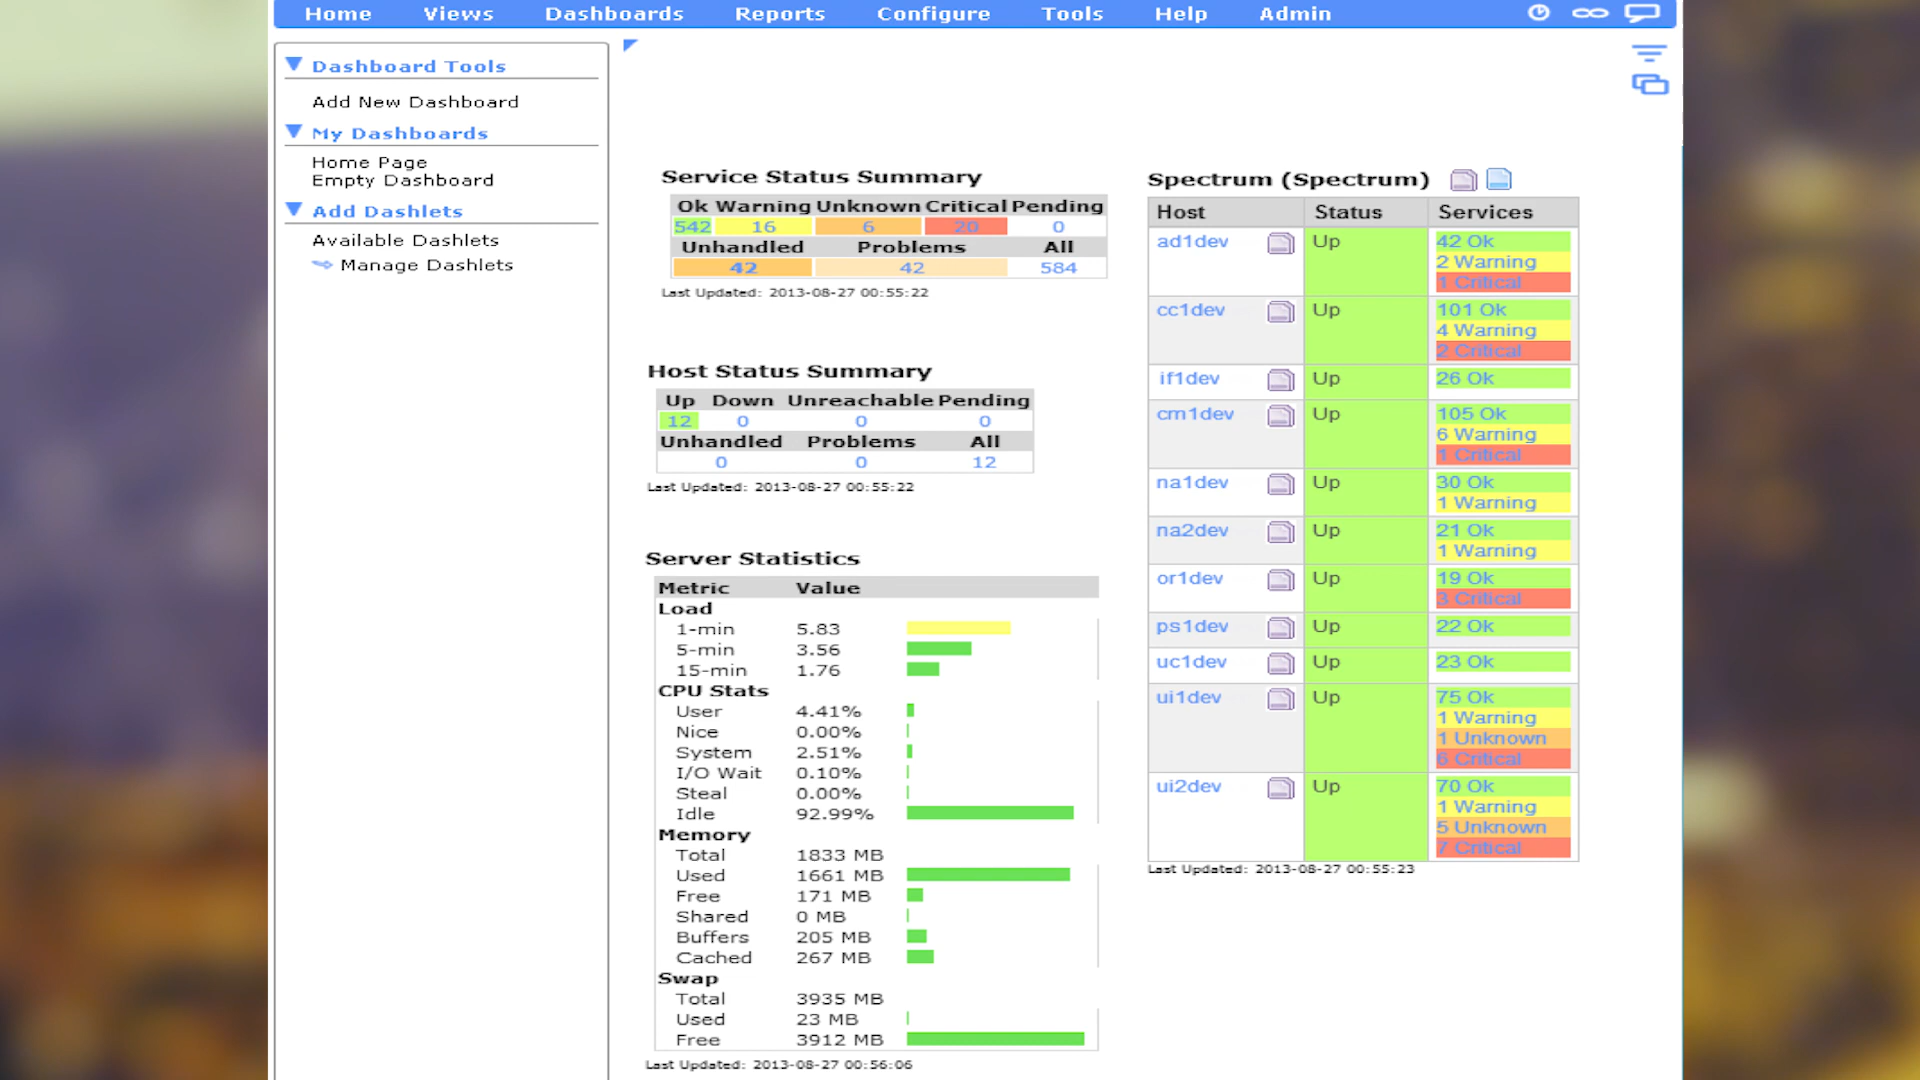 Home Views Dashboards Reports Configure Tools Help Admin
Dashboard Tools
Add New Dashboard
My Dashboards
Home Page
Empty Dashboard
Add Dashlets
Available Dashlets
Manage Dashlets
Service Status Summary
Ok Warning Unknown Critical Pending
542 16 6 20 0
Unhandled Problems All
42 42 584
Last Updated: 2013-08-27 00:55:22
Host Status Summary
Up Down Unreachable Pending
12 0 0 0
Unhandled Problems All
0 0 12
Last Updated: 2013-08-27 00:55:22
Server Statistics
Metric Value
Load
1-min 5.83
5-min 3.56
15-min 1.76
CPU Stats
User 4.41%
Nice 0.00%
System 2.51%
I/O Wait 0.10%
Steal 0.00%
Idle 92.99%
Memory
Total 1833 MB
Used 1661 MB
Free 171 MB
Shared 0 MB
Buffers 205 MB
Cached 267 MB
Swap
Total 3935 MB
Used 23 MB
Free 3912 MB
Last Updated: 2013-08-27 00:56:06
Spectrum (Spectrum)
Host Status Services
ad1dev Up 42 Ok
2 Warning
1 Critical
cc1dev Up 101 Ok
4 Warning
2 Critical
if1dev Up 26 Ok
cm1dev Up 105 Ok
6 Warning
1 Critical
na1dev Up 30 Ok
1 Warning
na2dev Up 21 Ok
1 Warning
or1dev Up 19 Ok
3 Critical
ps1dev Up 22 Ok
uc1dev Up 23 Ok
ui1dev Up 75 Ok
1 Warning
1 Unknown
6 Critical
ui2dev Up 70 Ok
1 Warning
5 Unknown
7 Critical
Last Updated: 2013-08-27 00:55:23